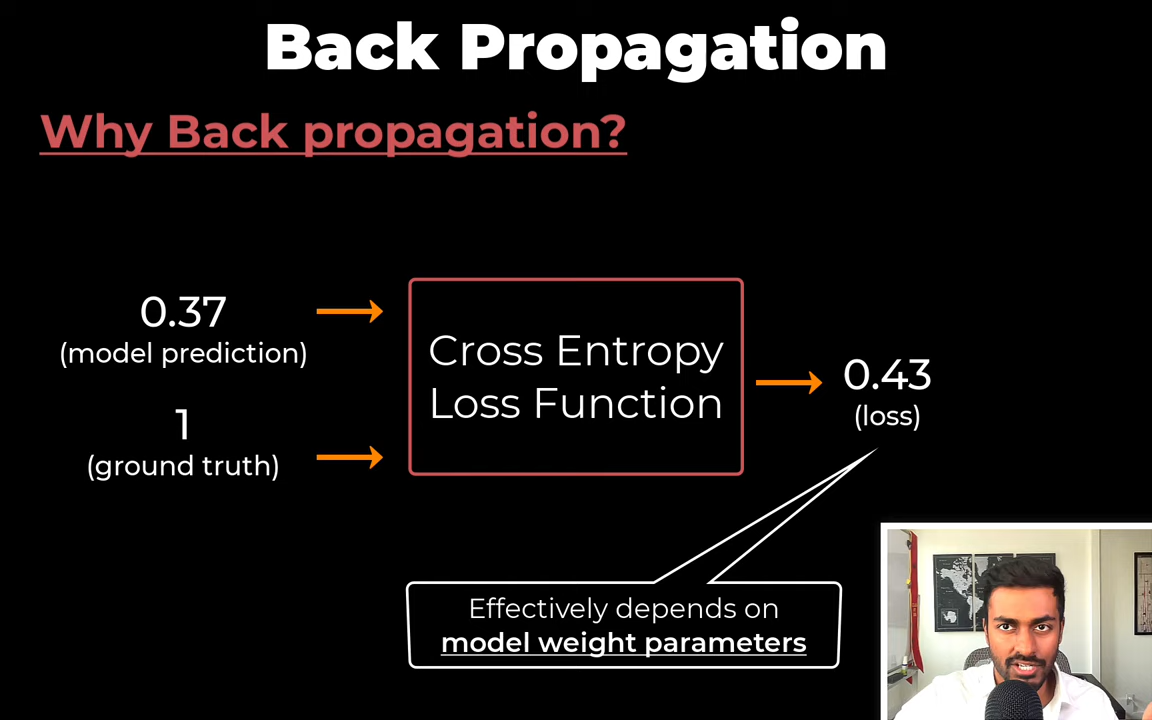 Back Propagation
Why Back propagation?
0.37
(model prediction)
1
(ground truth)
Cross Entropy
Loss Function
0.43
(loss)
Effectively depends on
model weight parameters